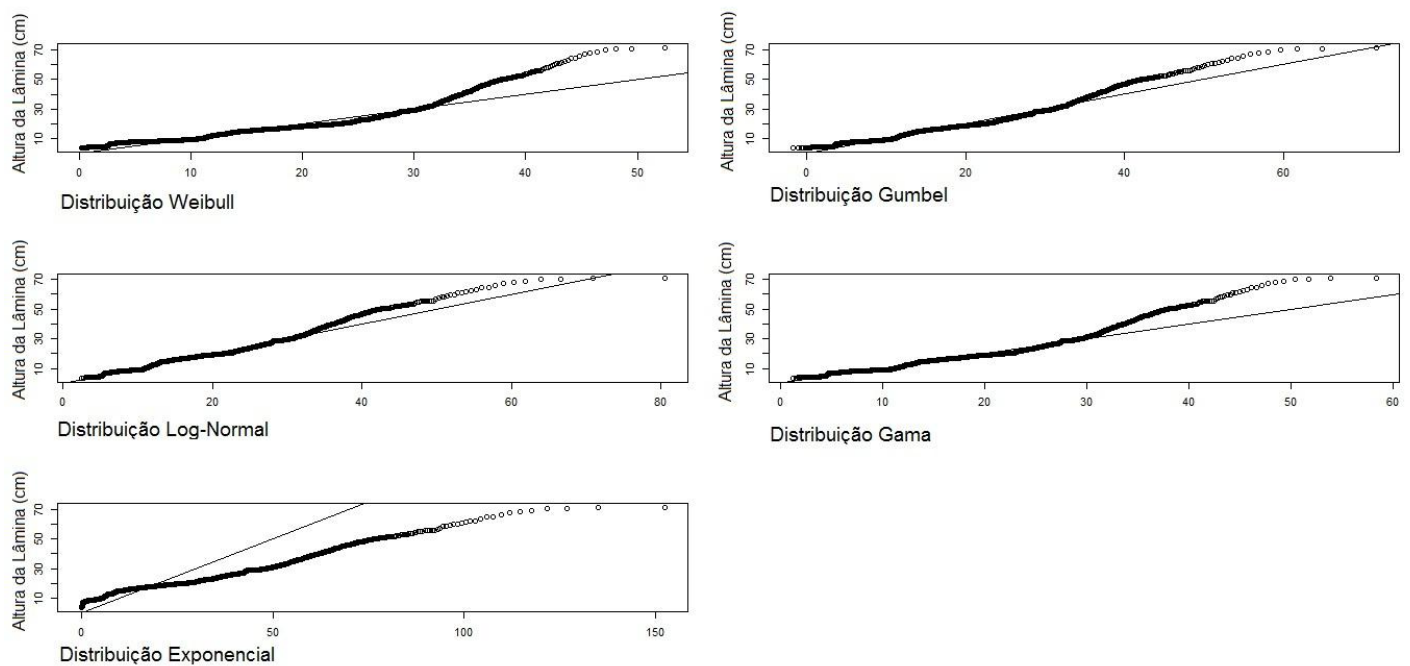 Altura da Lâmina (cm)
70
50
30
10
0 10 20 30 40 50
Distribuição Weibull
Altura da Lâmina (cm)
70
50
30
10
0 20 40 60
Distribuição Gumbel
Altura da Lâmina (cm)
70
50
30
10
0 20 40 60 80
Distribuição Log-Normal
Altura da Lâmina (cm)
70
50
30
10
0 10 20 30 40 50 60
Distribuição Gama
Altura da Lâmina (cm)
70
50
30
10
0 50 100 150
Distribuição Exponencial